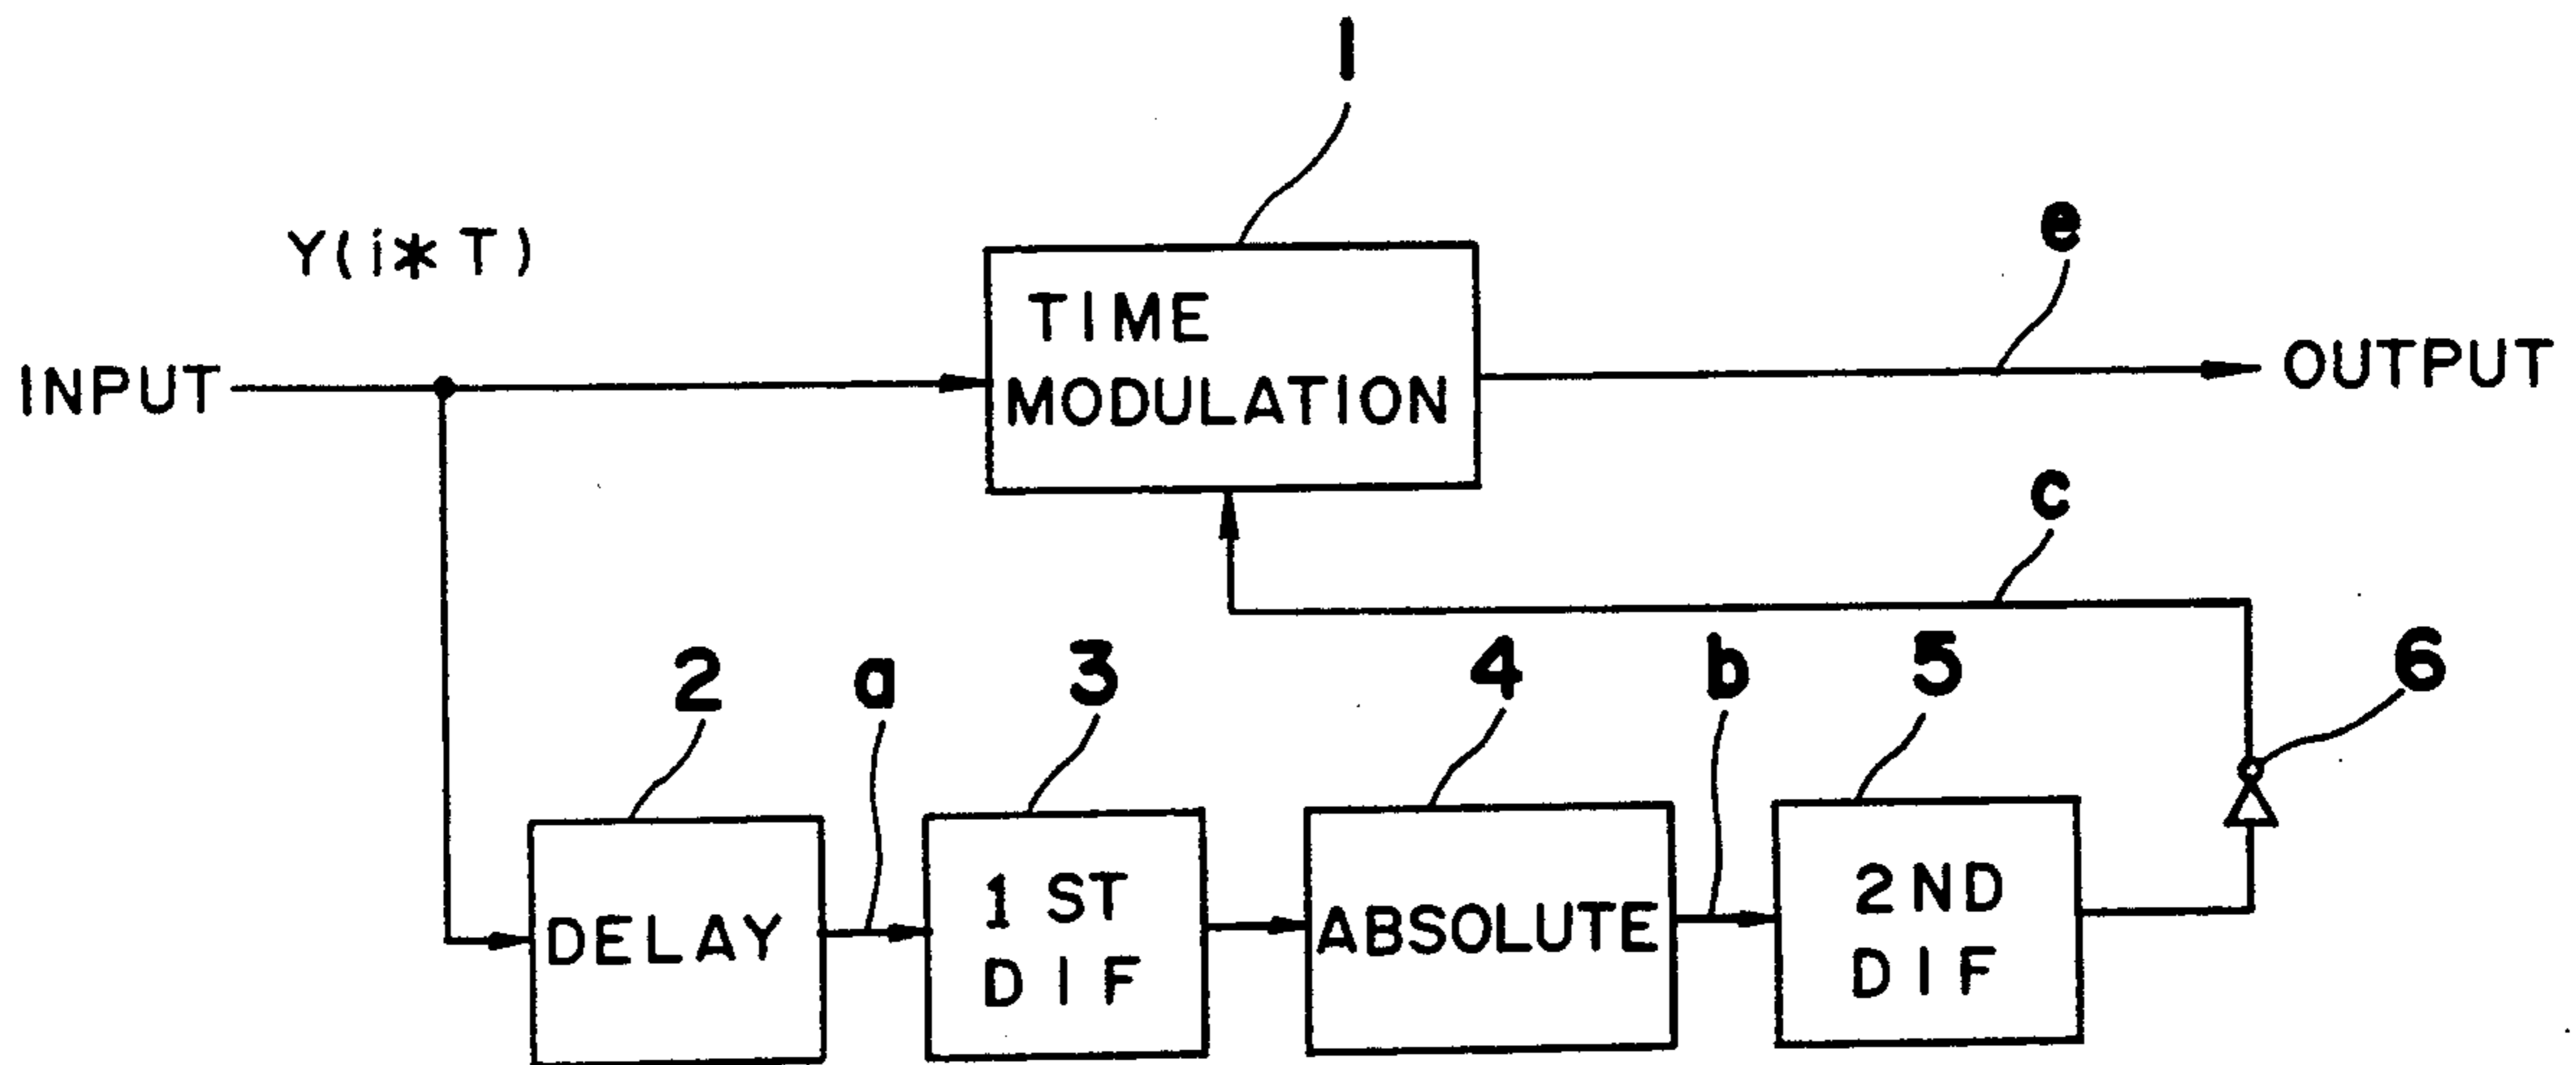 1
Y(i* T)
e
TIME
MODULATION
INPUT
OUTPUT
c
2
a
3
4
b
5
6
DELAY
1 ST
DIF
ABSOLUTE
2ND
DIF